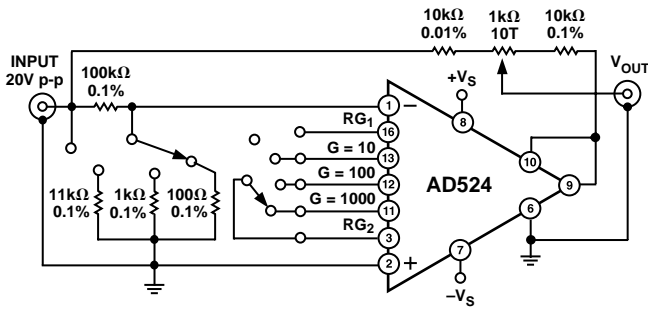 10kΩ
0.01%
1kΩ
10T
10kΩ
0.1%
INPUT
20V p-p
100kΩ
0.1%
V_OUT
+V_S
1
−
8
RG₁
16
G = 10
13
10
G = 100
12
AD524
9
11kΩ
0.1%
1kΩ
0.1%
100Ω
0.1%
G = 1000
11
6
RG₂
3
7
2
+
−V_S